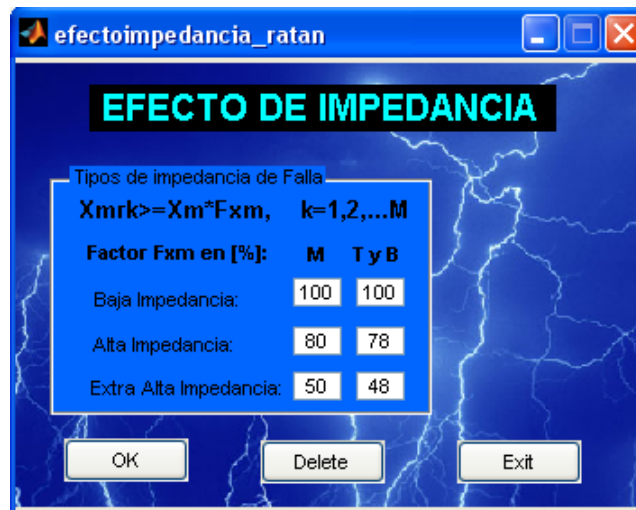 efectoimpedancia_ratan
EFECTO DE IMPEDANCIA
Tipos de impedancia de Falla
Xmrk>=Xm*Fxm, k=1,2,...M
Factor Fxm en [%]: M T y B
Baja Impedancia: 100 100
Alta Impedancia: 80 78
Extra Alta Impedancia: 50 48
OK Delete Exit